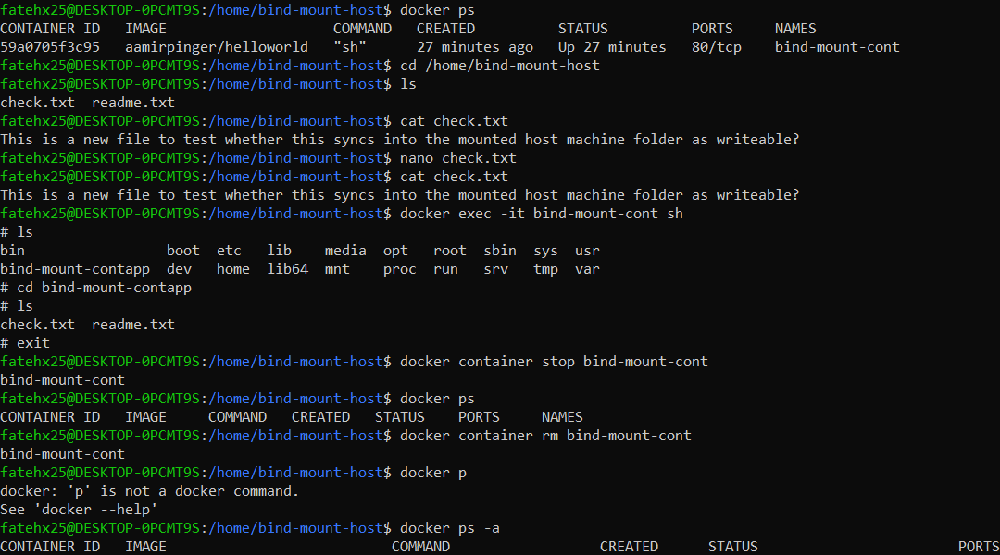 fatehx25@DESKTOP-0PCMT9S:/home/bind-mount-host$ docker ps
CONTAINER ID   IMAGE                    COMMAND   CREATED          STATUS          PORTS     NAMES
59a0705f3c95   aamirpinger/helloworld   "sh"      27 minutes ago   Up 27 minutes   80/tcp    bind-mount-cont
fatehx25@DESKTOP-0PCMT9S:/home/bind-mount-host$ cd /home/bind-mount-host
fatehx25@DESKTOP-0PCMT9S:/home/bind-mount-host$ ls
check.txt  readme.txt
fatehx25@DESKTOP-0PCMT9S:/home/bind-mount-host$ cat check.txt
This is a new file to test whether this syncs into the mounted host machine folder as writeable?
fatehx25@DESKTOP-0PCMT9S:/home/bind-mount-host$ nano check.txt
fatehx25@DESKTOP-0PCMT9S:/home/bind-mount-host$ cat check.txt
This is a new file to test whether this syncs into the mounted host machine folder as writeable?
fatehx25@DESKTOP-0PCMT9S:/home/bind-mount-host$ docker exec -it bind-mount-cont sh
# ls
bin                 boot  etc   lib    media  opt   root  sbin  sys  usr
bind-mount-contapp  dev   home  lib64  mnt    proc  run   srv   tmp  var
# cd bind-mount-contapp
# ls
check.txt  readme.txt
# exit
fatehx25@DESKTOP-0PCMT9S:/home/bind-mount-host$ docker container stop bind-mount-cont
bind-mount-cont
fatehx25@DESKTOP-0PCMT9S:/home/bind-mount-host$ docker ps
CONTAINER ID   IMAGE     COMMAND   CREATED   STATUS    PORTS     NAMES
fatehx25@DESKTOP-0PCMT9S:/home/bind-mount-host$ docker container rm bind-mount-cont
bind-mount-cont
fatehx25@DESKTOP-0PCMT9S:/home/bind-mount-host$ docker p
docker: 'p' is not a docker command.
See 'docker --help'
fatehx25@DESKTOP-0PCMT9S:/home/bind-mount-host$ docker ps -a
CONTAINER ID   IMAGE                           COMMAND                  CREATED      STATUS                        PORTS